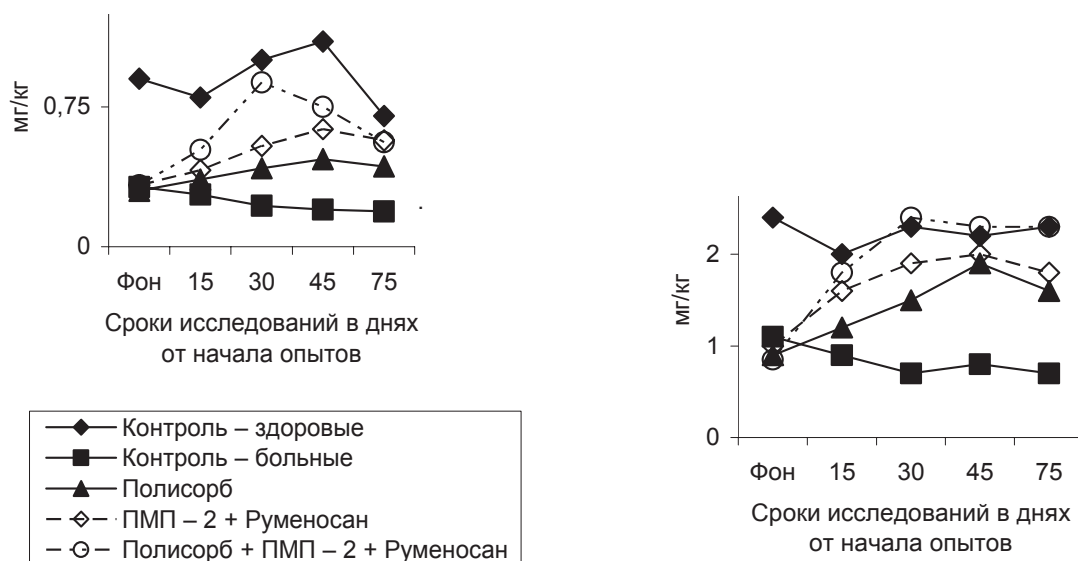 мг/кг
0,75
0
Фон 15 30 45 75
Сроки исследований в днях
от начала опытов
Контроль – здоровые
Контроль – больные
Полисорб
ПМП – 2 + Руменосан
Полисорб + ПМП – 2 + Руменосан
мг/кг
2
1
0
Фон 15 30 45 75
Сроки исследований в днях
от начала опытов